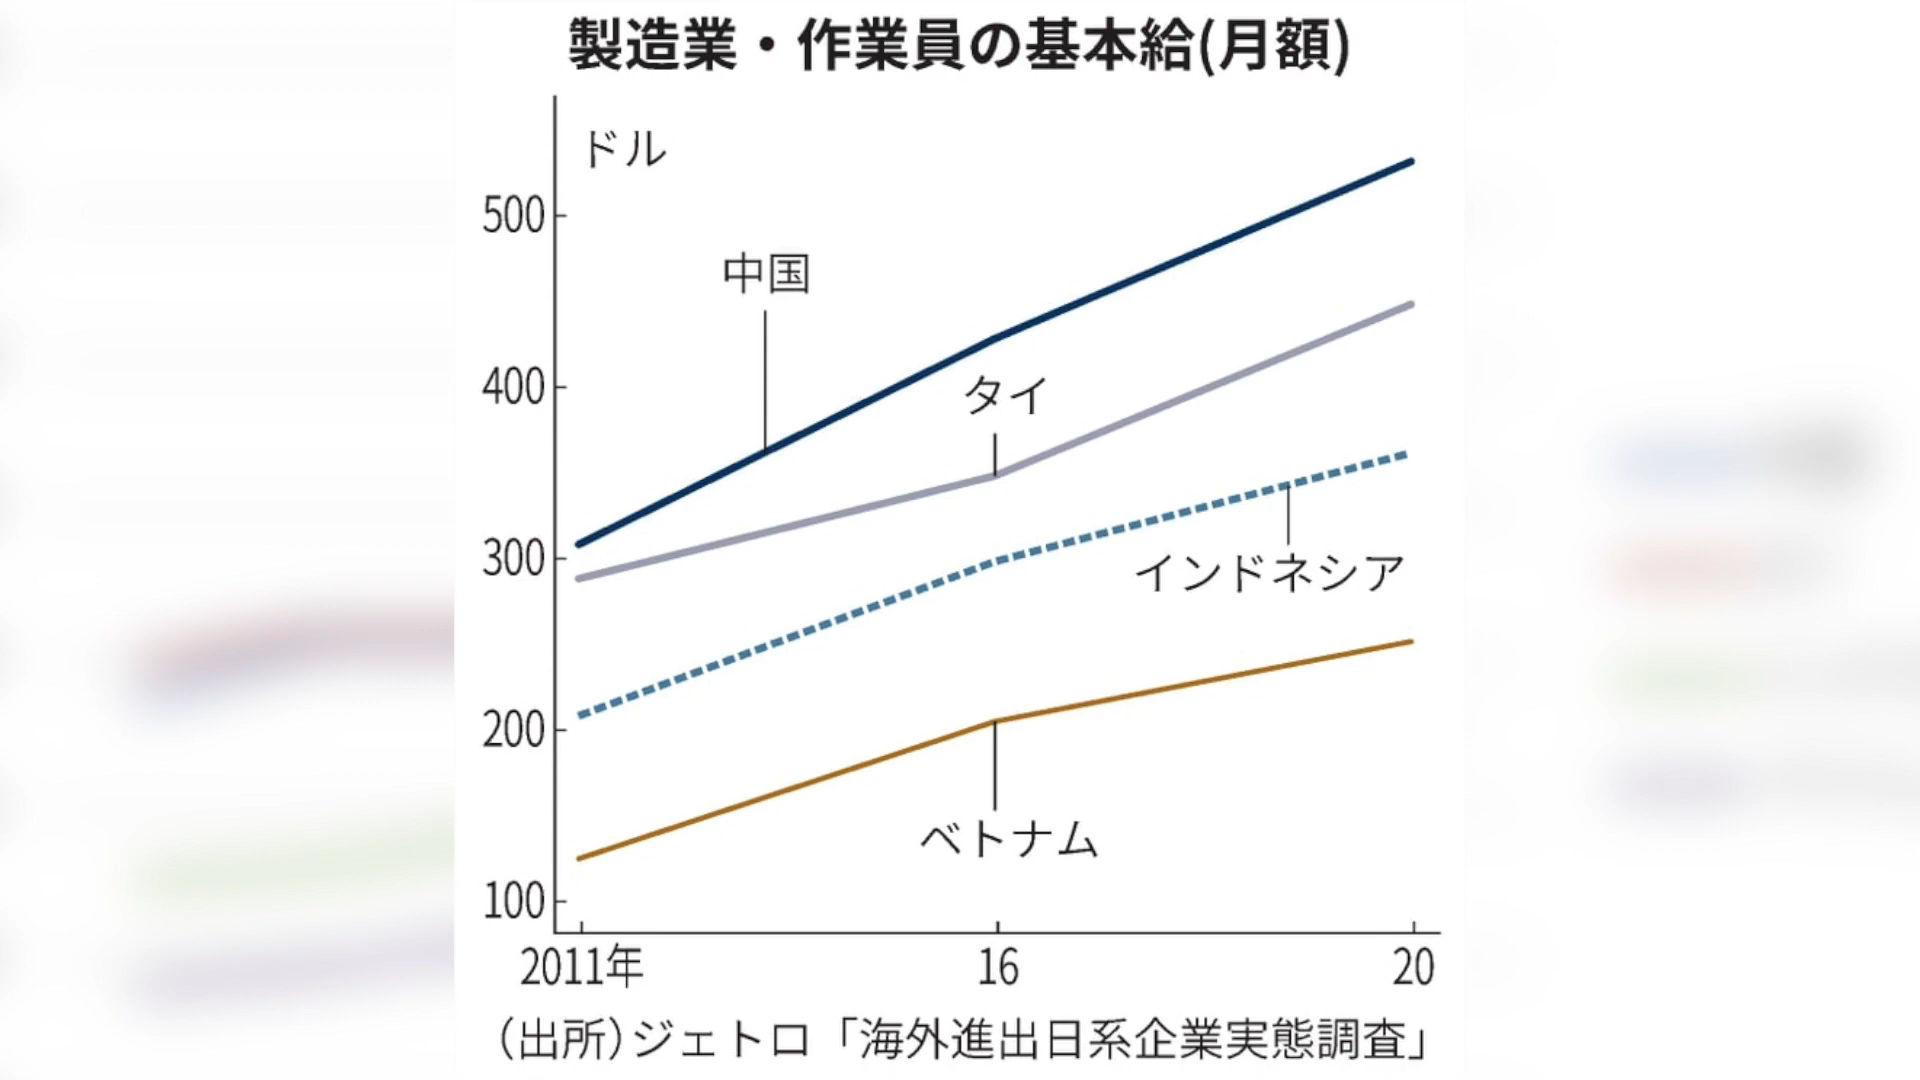 製造業・作業員の基本給(月額)
ドル
500
中国
400
タイ
300
インドネシア
200
ベトナム
100
2011年 16 20
(出所)ジェトロ「海外進出日系企業実態調査」